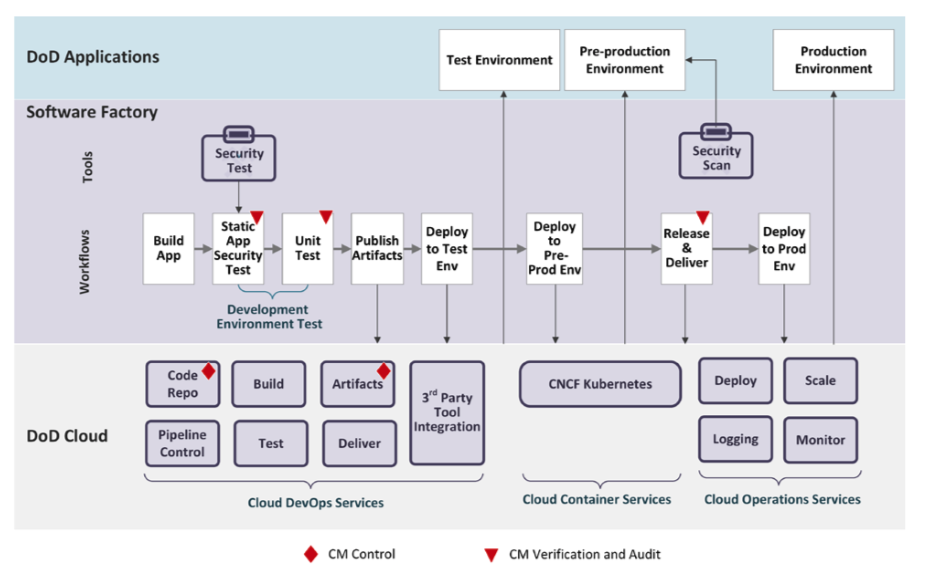 DoD Applications
Test Environment
Pre-production
Environment
Production
Environment
Software Factory
Tools
Security
Test
Security
Scan
Workflows
Build
App
Static
App
Security
Test
Unit
Test
Publish
Artifacts
Deploy
to Test
Env
Deploy
to
Pre-
Prod Env
Release
&
Deliver
Deploy
to Prod
Env
Development
Environment Test
DoD Cloud
Code
Repo
Build
Artifacts
3rd Party
Tool
Integration
Pipeline
Control
Test
Deliver
CNCF Kubernetes
Deploy
Scale
Logging
Monitor
Cloud DevOps Services
Cloud Container Services
Cloud Operations Services
CM Control
CM Verification and Audit